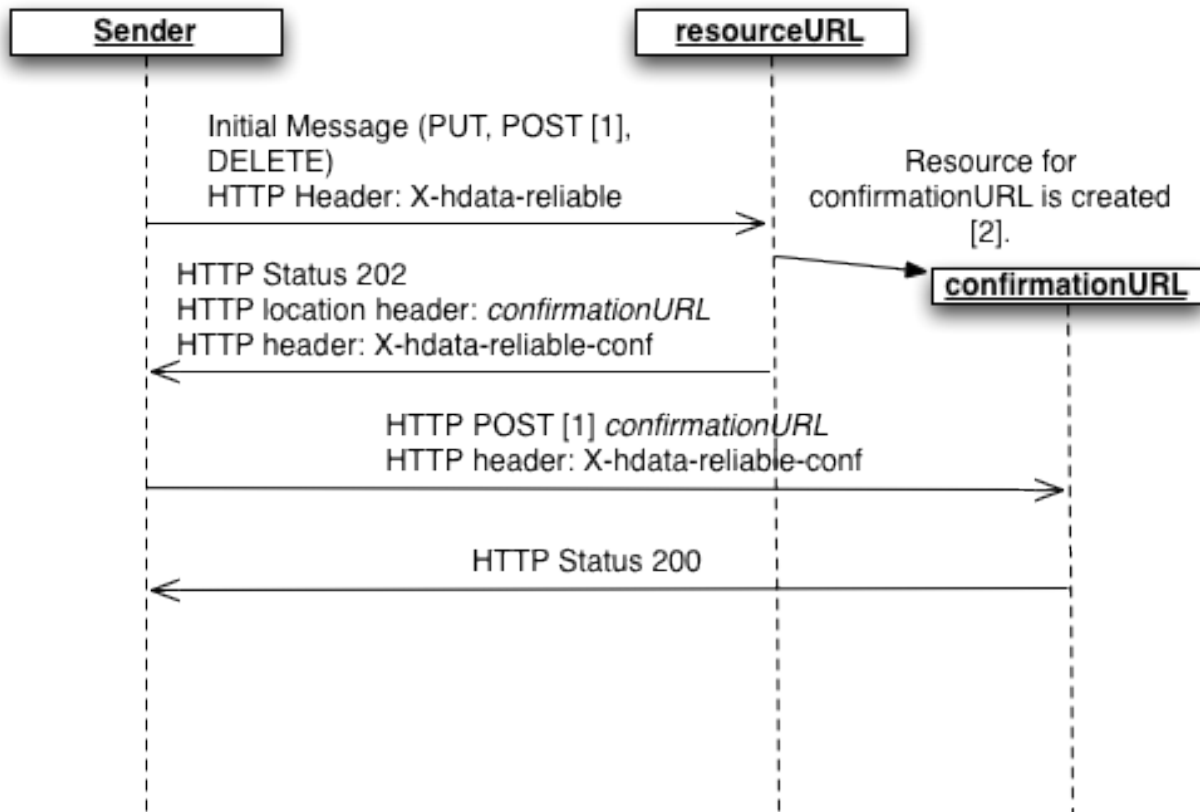 Sender
resourceURL
Initial Message (PUT, POST [1],
DELETE)
HTTP Header: X-hdata-reliable
Resource for
confirmationURL is created
[2].
confirmationURL
HTTP Status 202
HTTP location header: confirmationURL
HTTP header: X-hdata-reliable-conf
HTTP POST [1] confirmationURL
HTTP header: X-hdata-reliable-conf
HTTP Status 200